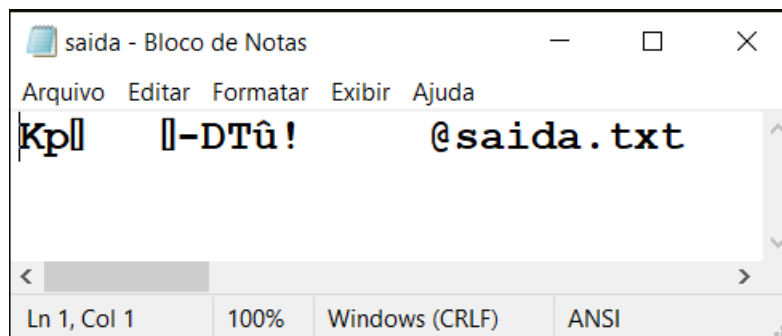 saida - Bloco de Notas
Arquivo Editar Formatar Exibir Ajuda
Kp▯ ▯-DTû! @saida.txt
Ln 1, Col 1 100% Windows (CRLF) ANSI